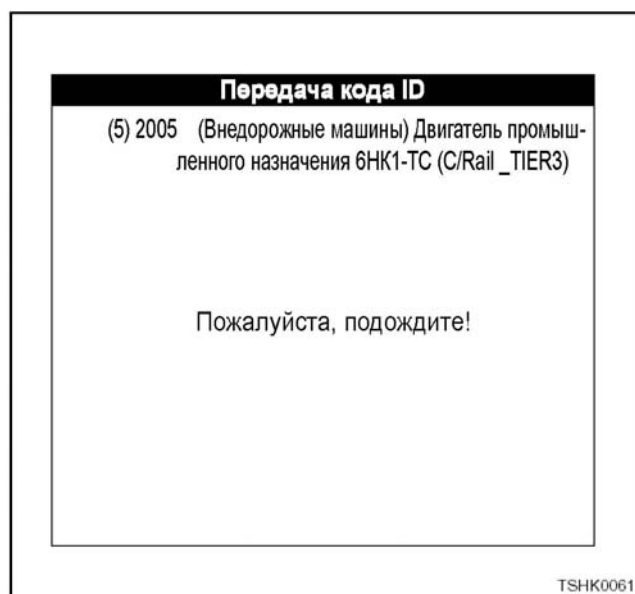 Передача кода ID
(5) 2005 (Внедорожные машины) Двигатель промыш-
ленного назначения 6HK1-TC (C/Rail _TIER3)
Пожалуйста, подождите!
TSHK0061